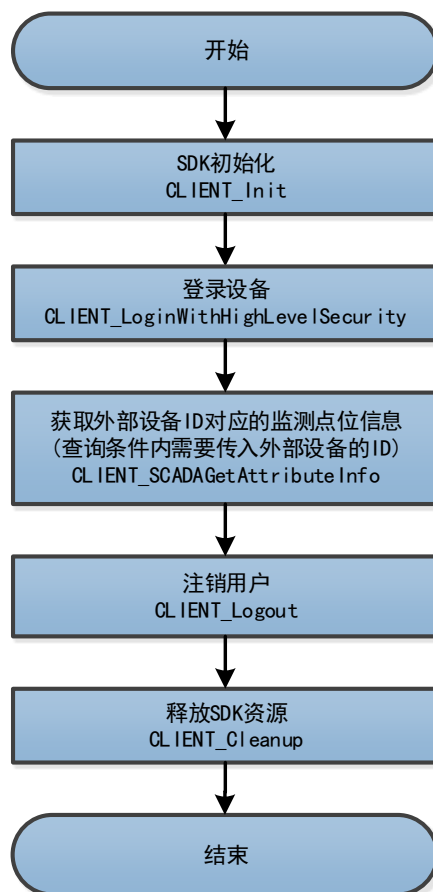 开始
SDK初始化
CLIENT_Init
登录设备
CLIENT_LoginWithHighLevelSecurity
获取外部设备ID对应的监测点位信息
(查询条件内需要传入外部设备的ID)
CLIENT_SCADAGetAttributeInfo
注销用户
CLIENT_Logout
释放SDK资源
CLIENT_Cleanup
结束